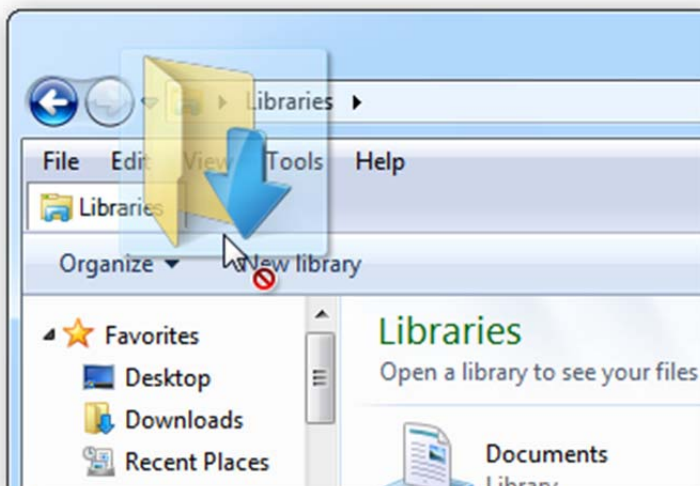 Libraries
File Edit View Tools Help
Libraries
Organize New library
Favorites
Desktop
Downloads
Recent Places
Libraries
Open a library to see your files
Documents
Library